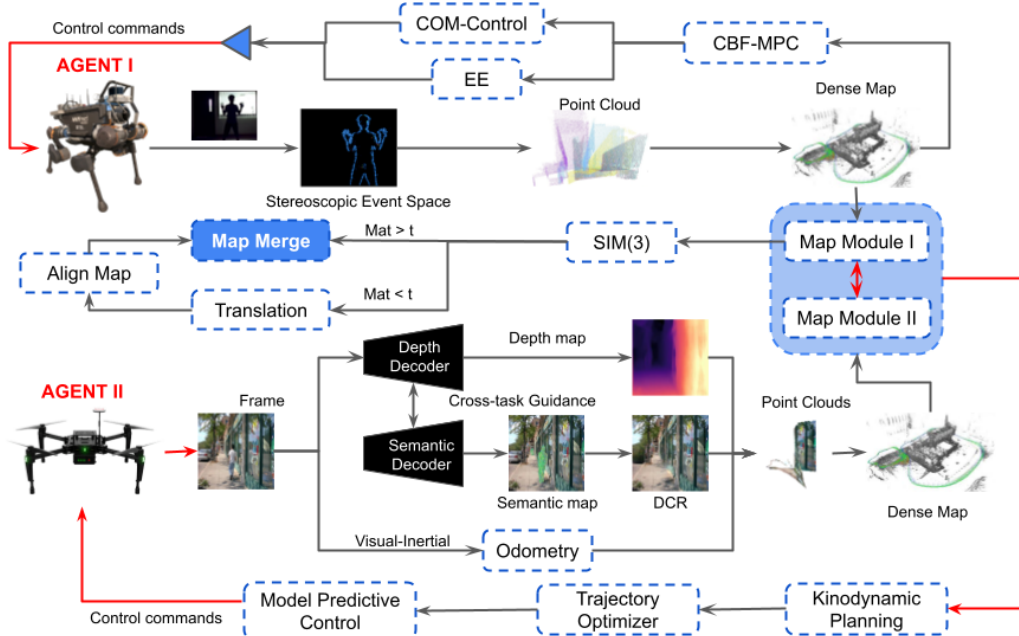 Control commands
COM-Control
CBF-MPC
AGENT I
EE
Point Cloud
Dense Map
Stereoscopic Event Space
Map Merge
Mat > t
SIM(3)
Map Module I
Align Map
Translation
Mat < t
Map Module II
Depth
Decoder
Depth map
AGENT II
Frame
Cross-task Guidance
Point Clouds
Semantic
Decoder
Semantic map
DCR
Dense Map
Visual-Inertial
Odometry
Control commands
Model Predictive
Control
Trajectory
Optimizer
Kinodynamic
Planning